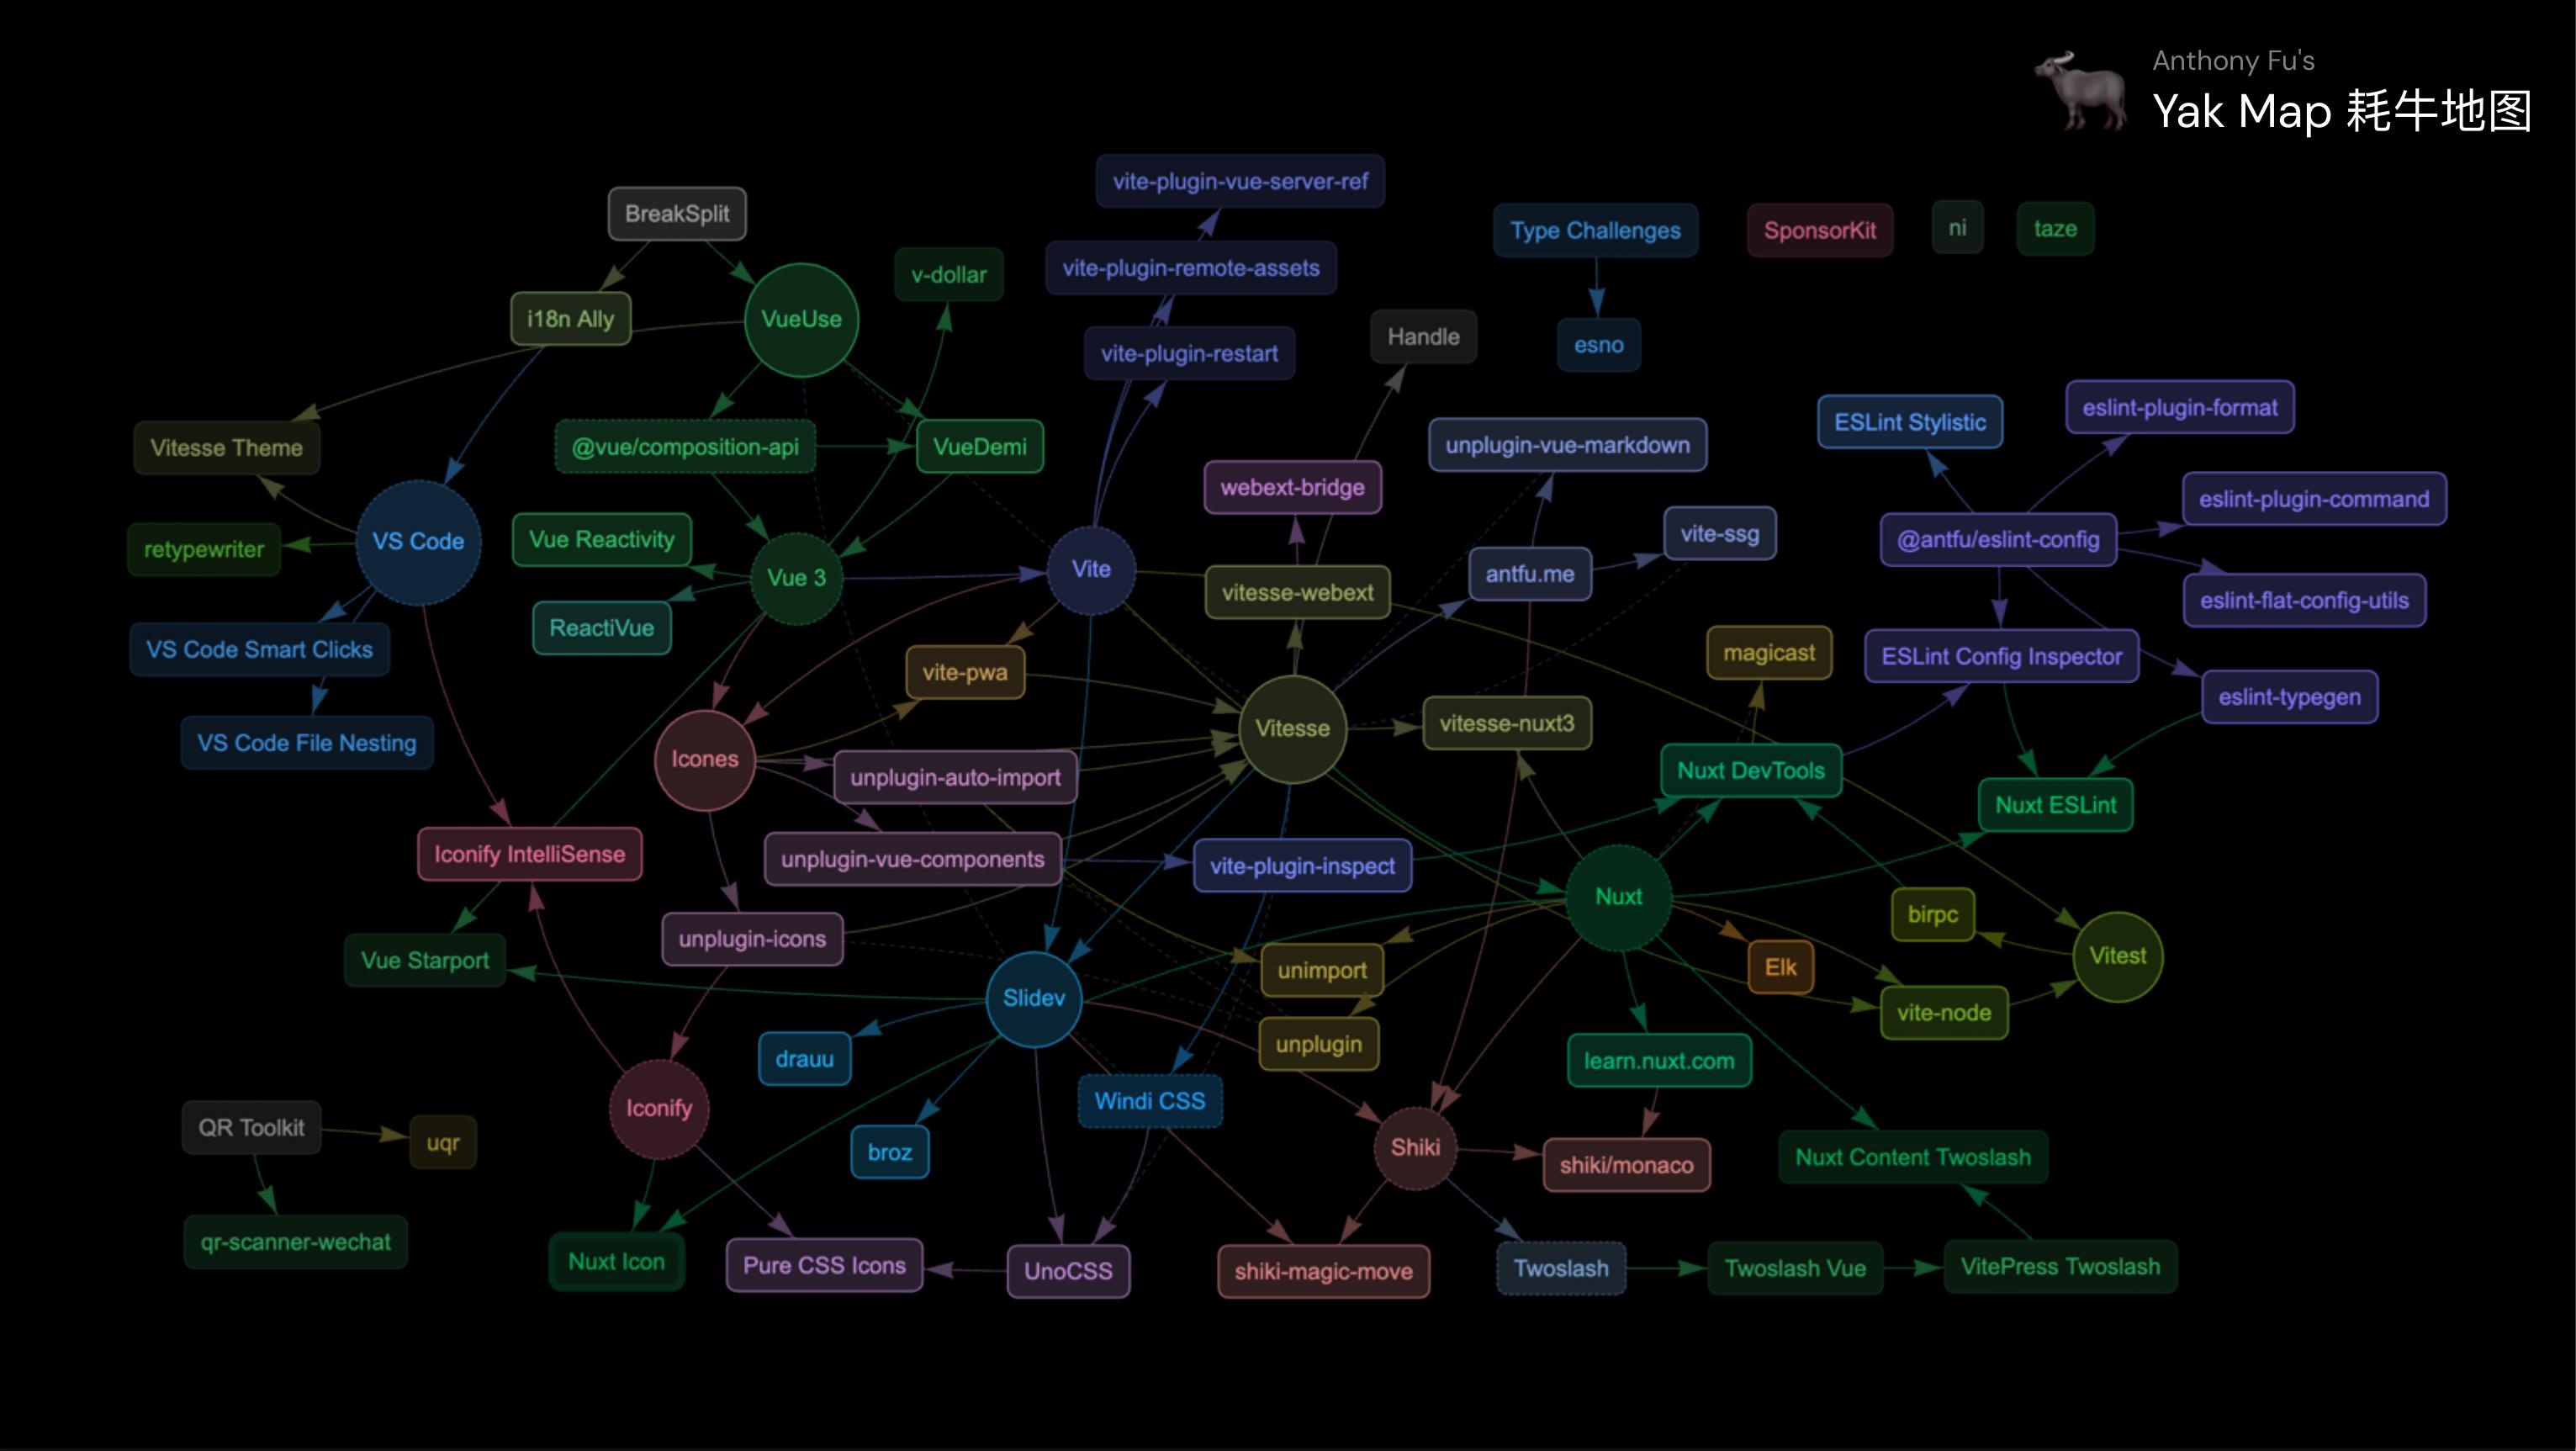 Anthony Fu's
Yak Map 耗牛地图
vite-plugin-vue-server-ref
BreakSplit
Type Challenges
SponsorKit
ni
taze
vite-plugin-remote-assets
v-dollar
i18n Ally
VueUse
vite-plugin-restart
Handle
esno
Vitesse Theme
@vue/composition-api
VueDemi
unplugin-vue-markdown
ESLint Stylistic
eslint-plugin-format
webext-bridge
eslint-plugin-command
retypewriter
VS Code
Vue Reactivity
Vue 3
Vite
vitesse-webext
antfu.me
vite-ssg
@antfu/eslint-config
eslint-flat-config-utils
VS Code Smart Clicks
ReactiVue
vite-pwa
magicast
ESLint Config Inspector
eslint-typegen
VS Code File Nesting
Icones
unplugin-auto-import
Vitesse
vitesse-nuxt3
Nuxt DevTools
Nuxt ESLint
Iconify IntelliSense
unplugin-vue-components
vite-plugin-inspect
Nuxt
birpc
Vue Starport
unplugin-icons
Slidev
unimport
Elk
Vitest
drauu
unplugin
learn.nuxt.com
vite-node
QR Toolkit
uqr
Iconify
broz
Windi CSS
Shiki
shiki/monaco
Nuxt Content Twoslash
qr-scanner-wechat
Nuxt Icon
Pure CSS Icons
UnoCSS
shiki-magic-move
Twoslash
Twoslash Vue
VitePress Twoslash